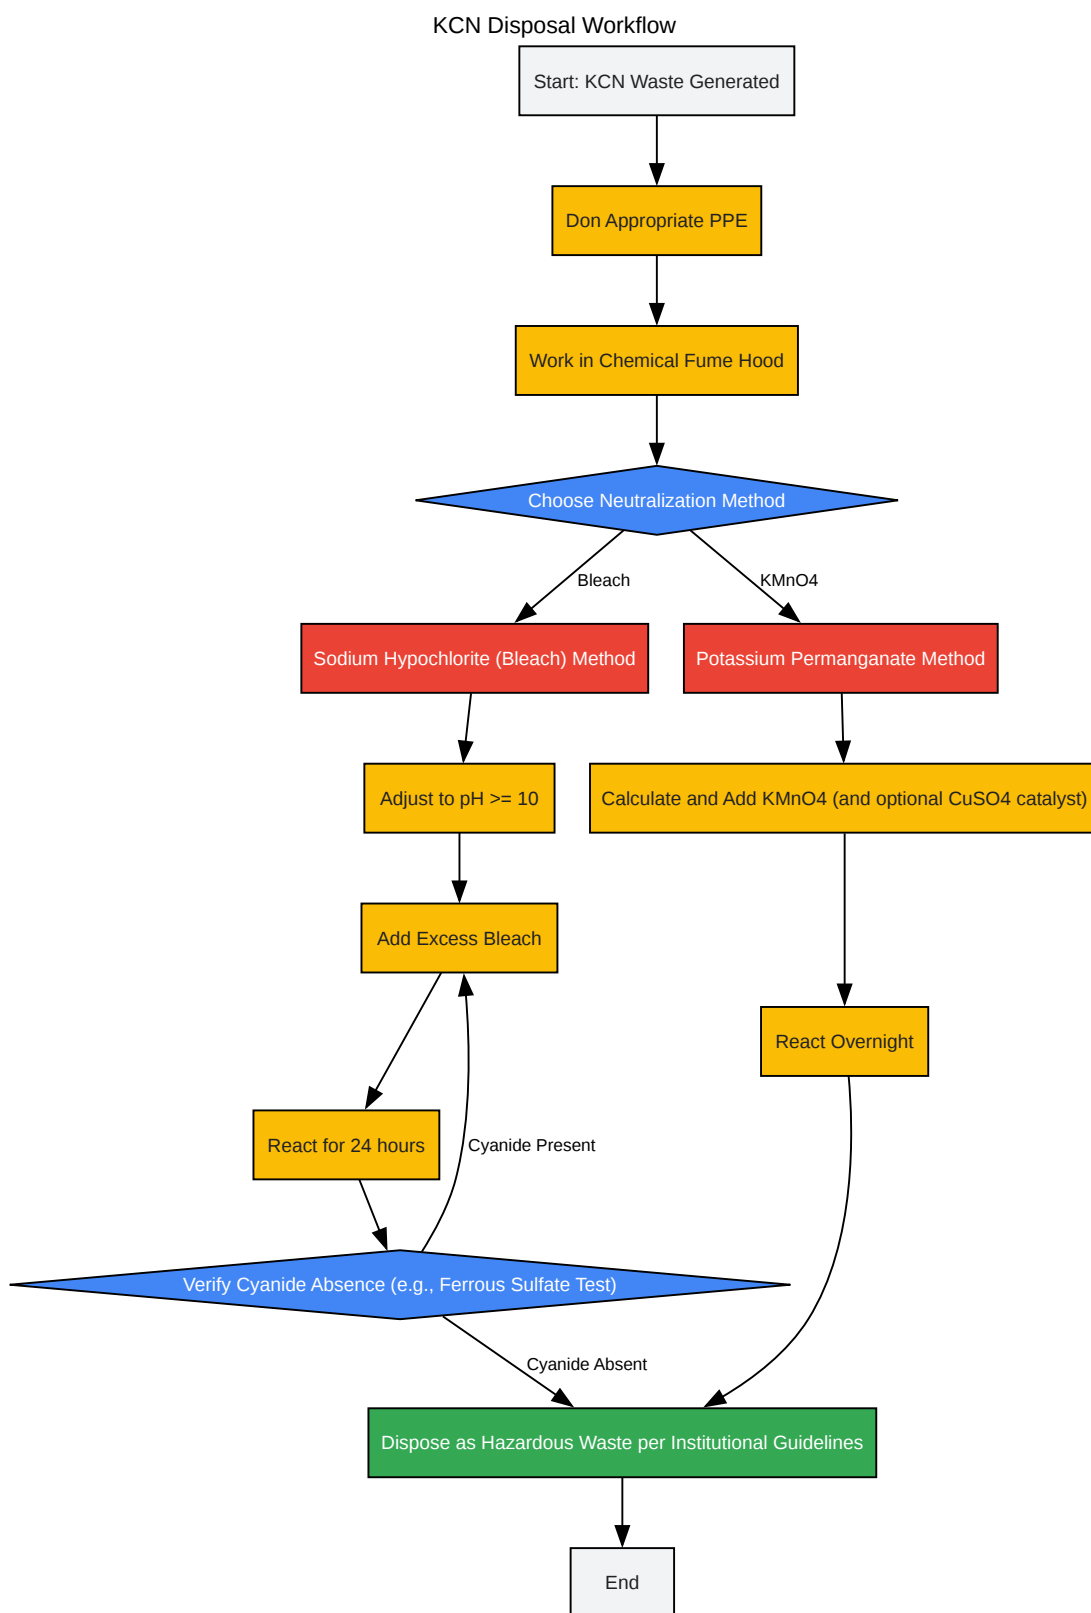 KCN Disposal Workflow
Start: KCN Waste Generated
Don Appropriate PPE
Work in Chemical Fume Hood
Choose Neutralization Method
Bleach
KMnO4
Sodium Hypochlorite (Bleach) Method
Potassium Permanganate Method
Adjust to pH >= 10
Calculate and Add KMnO4 (and optional CuSO4 catalyst)
Add Excess Bleach
React Overnight
React for 24 hours
Cyanide Present
Verify Cyanide Absence (e.g., Ferrous Sulfate Test)
Cyanide Absent
Dispose as Hazardous Waste per Institutional Guidelines
End